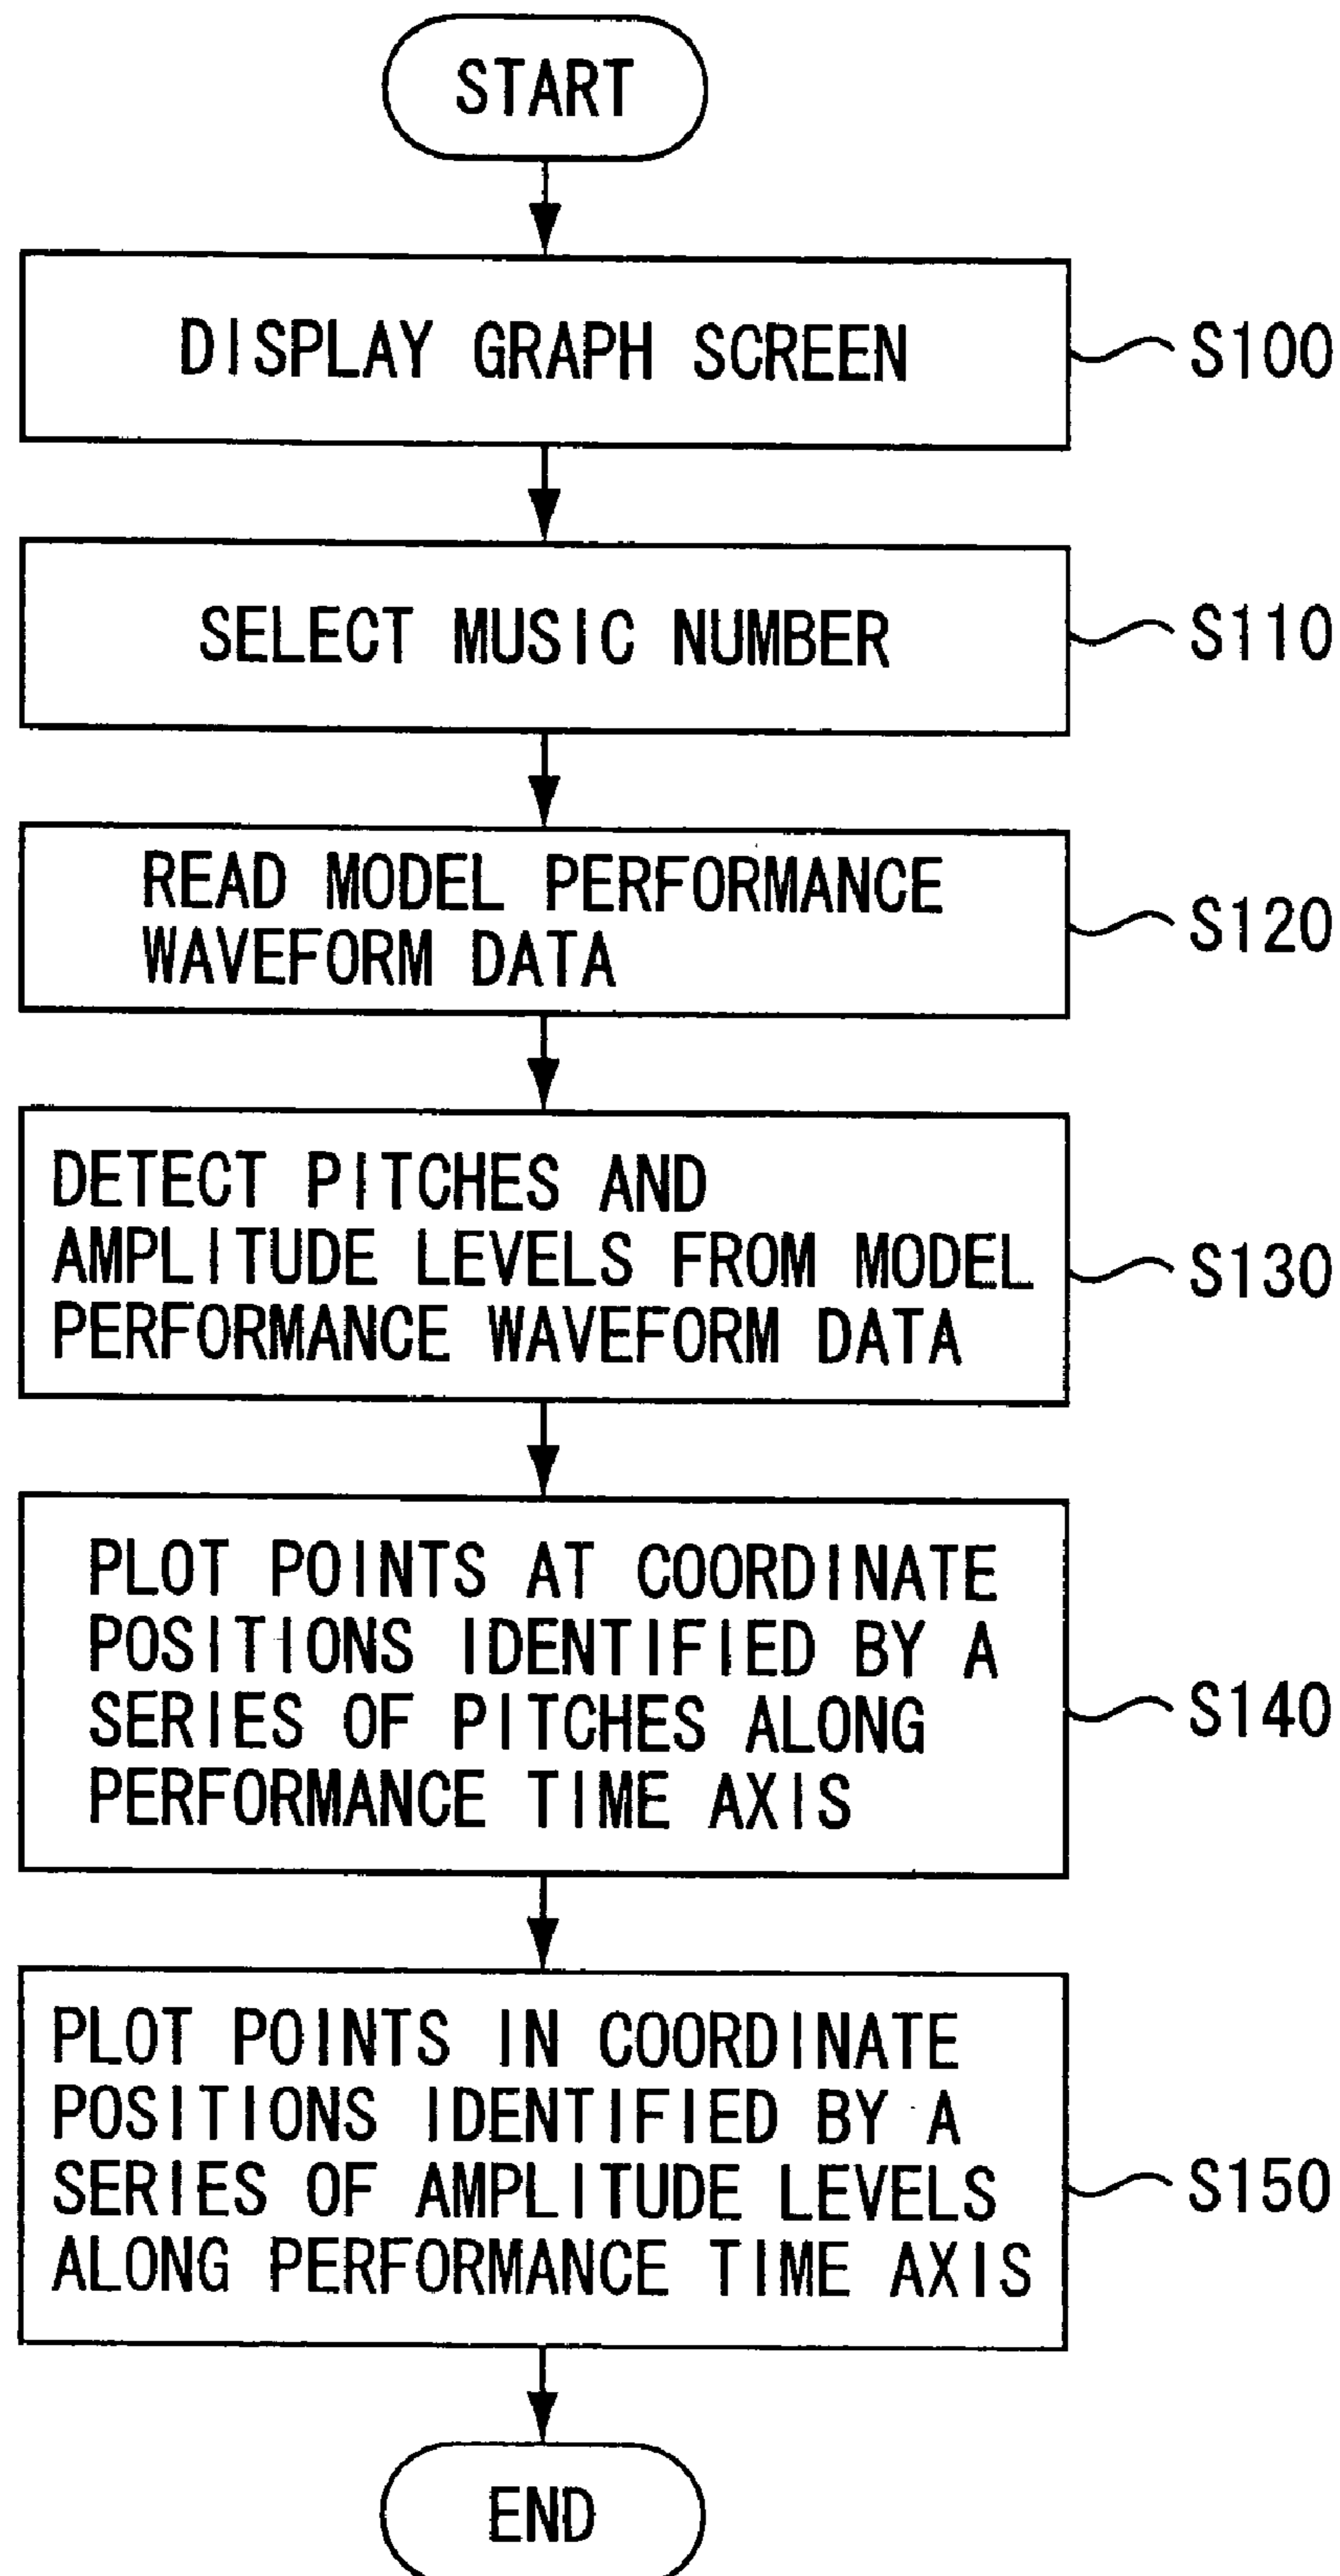 START
DISPLAY GRAPH SCREEN
S100
SELECT MUSIC NUMBER
S110
READ MODEL PERFORMANCE
WAVEFORM DATA
S120
DETECT PITCHES AND
AMPLITUDE LEVELS FROM MODEL
PERFORMANCE WAVEFORM DATA
S130
PLOT POINTS AT COORDINATE
POSITIONS IDENTIFIED BY A
SERIES OF PITCHES ALONG
PERFORMANCE TIME AXIS
S140
PLOT POINTS IN COORDINATE
POSITIONS IDENTIFIED BY A
SERIES OF AMPLITUDE LEVELS
ALONG PERFORMANCE TIME AXIS
S150
END